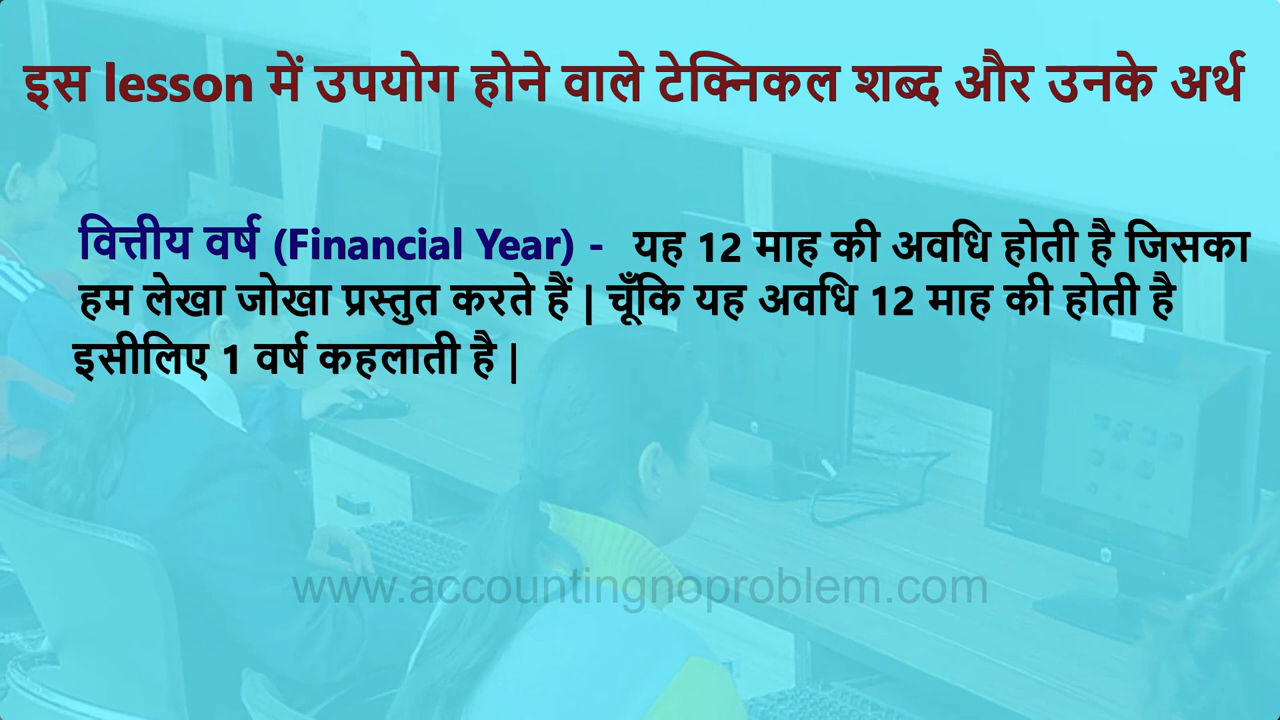 इस lesson में उपयोग होने वाले टेक्निकल शब्द और उनके अर्थ
वित्तीय वर्ष (Financial Year) - यह 12 माह की अवधि होती है जिसका
हम लेखा जोखा प्रस्तुत करते हैं | चूँकि यह अवधि 12 माह की होती है
इसीलिए 1 वर्ष कहलाती है |
www.accountingnoproblem.com